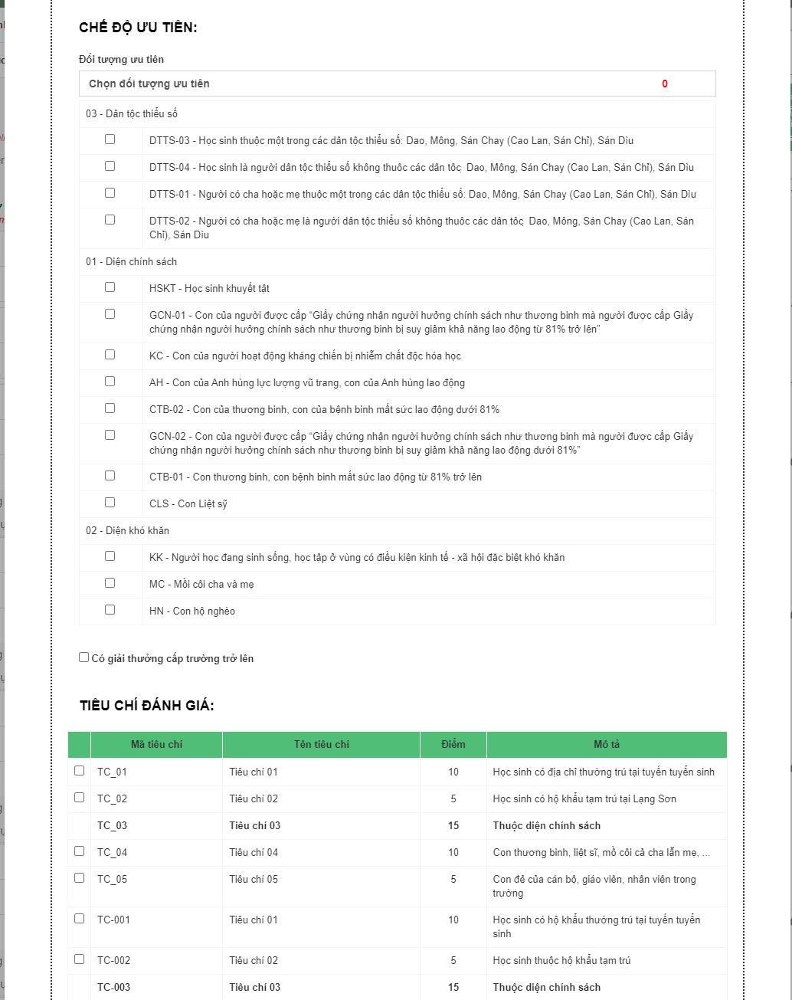 CHẾ ĐỘ ƯU TIÊN:
Đối tượng ưu tiên
Chọn đối tượng ưu tiên 0
03 - Dân tộc thiểu số
DTTS-03 - Học sinh thuộc một trong các dân tộc thiểu số: Dao, Mông, Sán Chay (Cao Lan, Sán Chỉ), Sán Dìu
DTTS-04 - Học sinh là người dân tộc thiểu số không thuôc các dân tôc Dao, Mông, Sán Chay (Cao Lan, Sán Chỉ), Sán Dìu
DTTS-01 - Người có cha hoặc mẹ thuộc một trong các dân tộc thiểu số: Dao, Mông, Sán Chay (Cao Lan, Sán Chỉ), Sán Dìu
DTTS-02 - Người có cha hoặc mẹ là người dân tộc thiểu số không thuôc các dân tôc Dao, Mông, Sán Chay (Cao Lan, Sán
Chỉ), Sán Dìu
01 - Diện chính sách
HSKT - Học sinh khuyết tật
GCN-01 - Con của người được cấp “Giấy chứng nhận người hưởng chính sách như thương binh mà người được cấp Giấy
chứng nhận người hưởng chính sách như thương binh bị suy giảm khả năng lao động từ 81% trở lên”
KC - Con của người hoạt động kháng chiến bị nhiễm chất độc hóa học
AH - Con của Anh hùng lực lượng vũ trang, con của Anh hùng lao động
CTB-02 - Con của thương binh, con của bệnh binh mất sức lao động dưới 81%
GCN-02 - Con của người được cấp “Giấy chứng nhận người hưởng chính sách như thương binh mà người được cấp Giấy
chứng nhận người hưởng chính sách như thương binh bị suy giảm khả năng lao động dưới 81%”
CTB-01 - Con thương binh, con bệnh binh mất sức lao động từ 81% trở lên
CLS - Con Liệt sỹ
02 - Diện khó khăn
KK - Người học đang sinh sống, học tập ở vùng có điều kiện kinh tế - xã hội đặc biệt khó khăn
MC - Mồi côi cha và mẹ
HN - Con hộ nghèo
Có giải thưởng cấp trường trở lên
TIÊU CHÍ ĐÁNH GIÁ:
Mã tiêu chí Tên tiêu chí Điểm Mô tả
TC_01 Tiêu chí 01 10 Học sinh có địa chỉ thường trú tại tuyến tuyển sinh
TC_02 Tiêu chí 02 5 Học sinh có hộ khẩu tạm trú tại Lạng Sơn
TC_03 Tiêu chí 03 15 Thuộc diện chính sách
TC_04 Tiêu chí 04 10 Con thương binh, liệt sĩ, mồ côi cả cha lẫn mẹ, ...
TC_05 Tiêu chí 05 5 Con đẻ của cán bộ, giáo viên, nhân viên trong
trường
TC-001 Tiêu chí 01 10 Học sinh có hộ khẩu thường trú tại tuyến tuyển
sinh
TC-002 Tiêu chí 02 5 Học sinh thuộc hộ khẩu tạm trú
TC-003 Tiêu chí 03 15 Thuộc diện chính sách